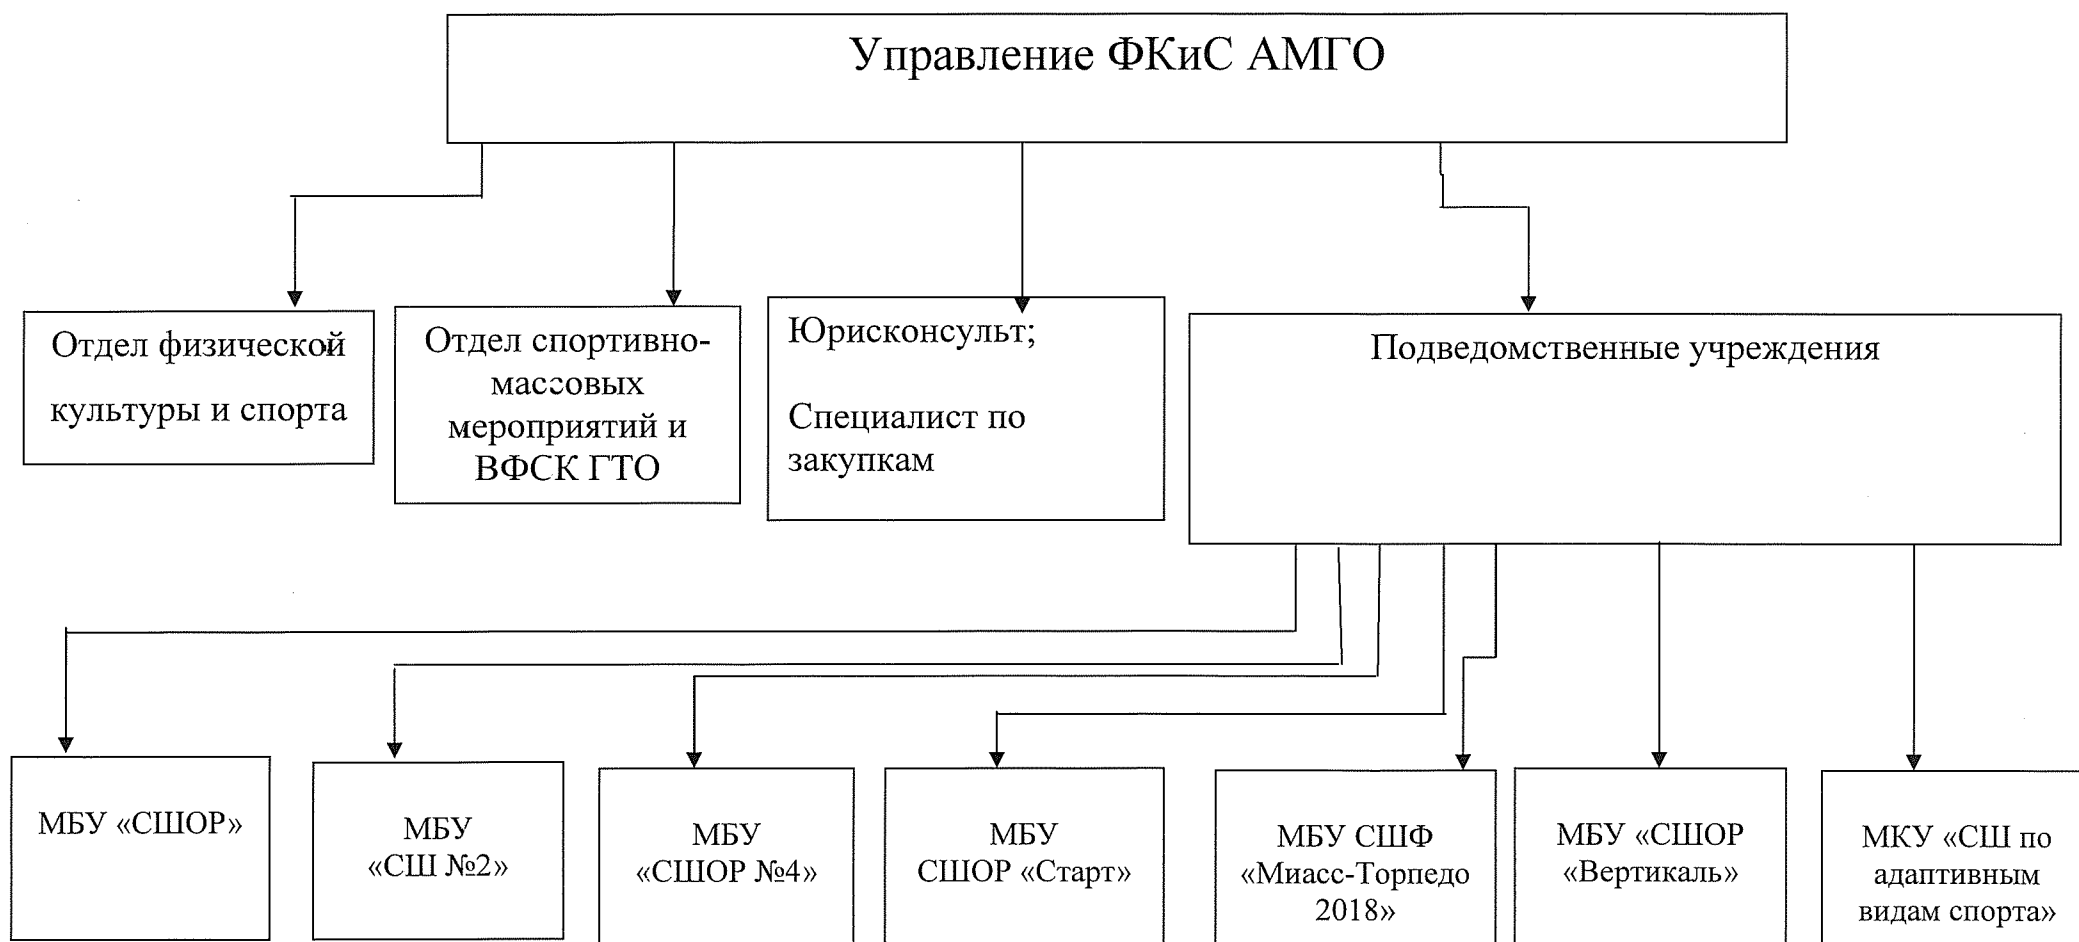 Управление ФКиС АМГО
Отдел физической
культуры и спорта
Отдел спортивно-
массовых
мероприятий и
ВФСК ГТО
Юрисконсульт;
Специалист по
закупкам
Подведомственные учреждения
МБУ «СШОР»
МБУ
«СШ №2»
МБУ
«СШОР №4»
МБУ
СШОР «Старт»
МБУ СШФ
«Миасс-Торпедо
2018»
МБУ «СШОР
«Вертикаль»
МКУ «СШ по
адаптивным
видам спорта»